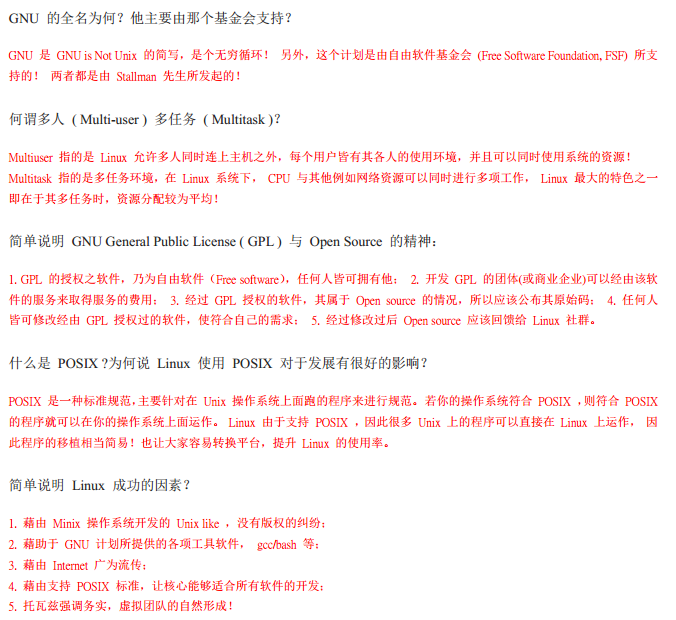 GNU 的全名为何？他主要由那个基金会支持？
GNU 是 GNU is Not Unix 的简写，是个无穷循环！ 另外，这个计划是由自由软件基金会 (Free Software Foundation, FSF) 所支
持的！ 两者都是由 Stallman 先生所发起的！
何谓多人 ( Multi-user ) 多任务 ( Multitask )？
Multiuser 指的是 Linux 允许多人同时连上主机之外，每个用户皆有其各人的使用环境，并且可以同时使用系统的资源！
Multitask 指的是多任务环境，在 Linux 系统下， CPU 与其他例如网络资源可以同时进行多项工作， Linux 最大的特色之一
即在于其多任务时，资源分配较为平均！
简单说明 GNU General Public License ( GPL ) 与 Open Source 的精神：
1. GPL 的授权之软件，乃为自由软件（Free software），任何人皆可拥有他； 2. 开发 GPL 的团体(或商业企业)可以经由该软
件的服务来取得服务的费用； 3. 经过 GPL 授权的软件，其属于 Open source 的情况，所以应该公布其原始码； 4. 任何人
皆可修改经由 GPL 授权过的软件，使符合自己的需求； 5. 经过修改过后 Open source 应该回馈给 Linux 社群。
什么是 POSIX ?为何说 Linux 使用 POSIX 对于发展有很好的影响？
POSIX 是一种标准规范，主要针对在 Unix 操作系统上面跑的程序来进行规范。若你的操作系统符合 POSIX ，则符合 POSIX
的程序就可以在你的操作系统上面运作。 Linux 由于支持 POSIX ，因此很多 Unix 上的程序可以直接在 Linux 上运作， 因
此程序的移植相当简易！也让大家容易转换平台，提升 Linux 的使用率。
简单说明 Linux 成功的因素？
1. 藉由 Minix 操作系统开发的 Unix like ，没有版权的纠纷；
2. 藉助于 GNU 计划所提供的各项工具软件， gcc/bash 等；
3. 藉由 Internet 广为流传；
4. 藉由支持 POSIX 标准，让核心能够适合所有软件的开发；
5. 托瓦兹强调务实，虚拟团队的自然形成！